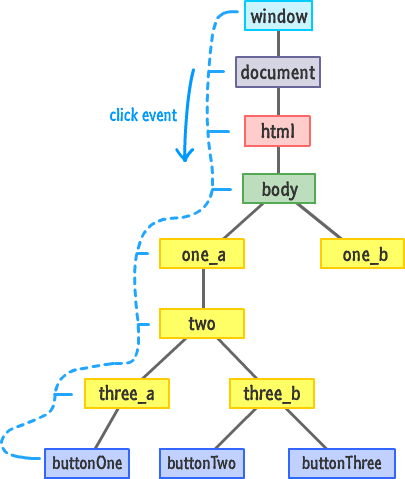 window
document
click event
html
body
one_a
one_b
two
three_a
three_b
buttonOne
buttonTwo
buttonThree